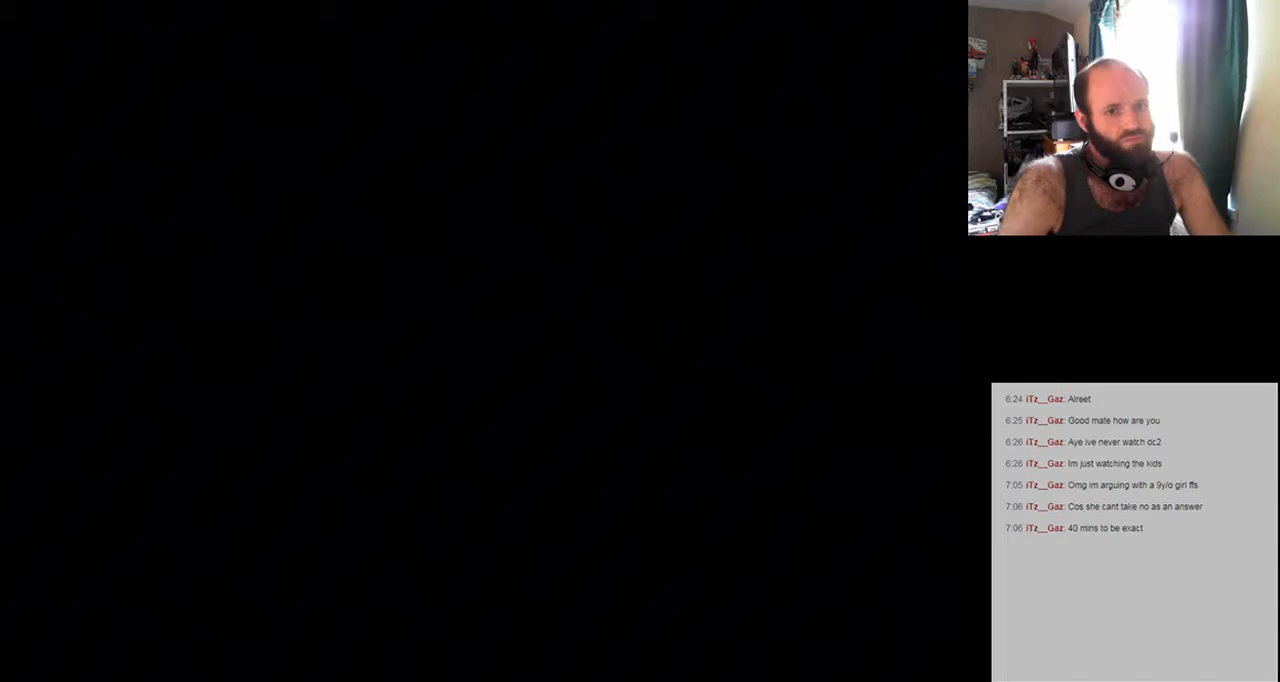 6:24 iTz__Gaz: Alreet
6:25 iTz__Gaz: Good mate how are you
6:26 iTz__Gaz: Aye ive never watch dc2
6:26 iTz__Gaz: Im just watching the kids
7:05 iTz__Gaz: Omg im arguing with a 9y/o girl ffs
7:06 iTz__Gaz: Cos she cant take no as an answer
7:06 iTz__Gaz: 40 mins to be exact